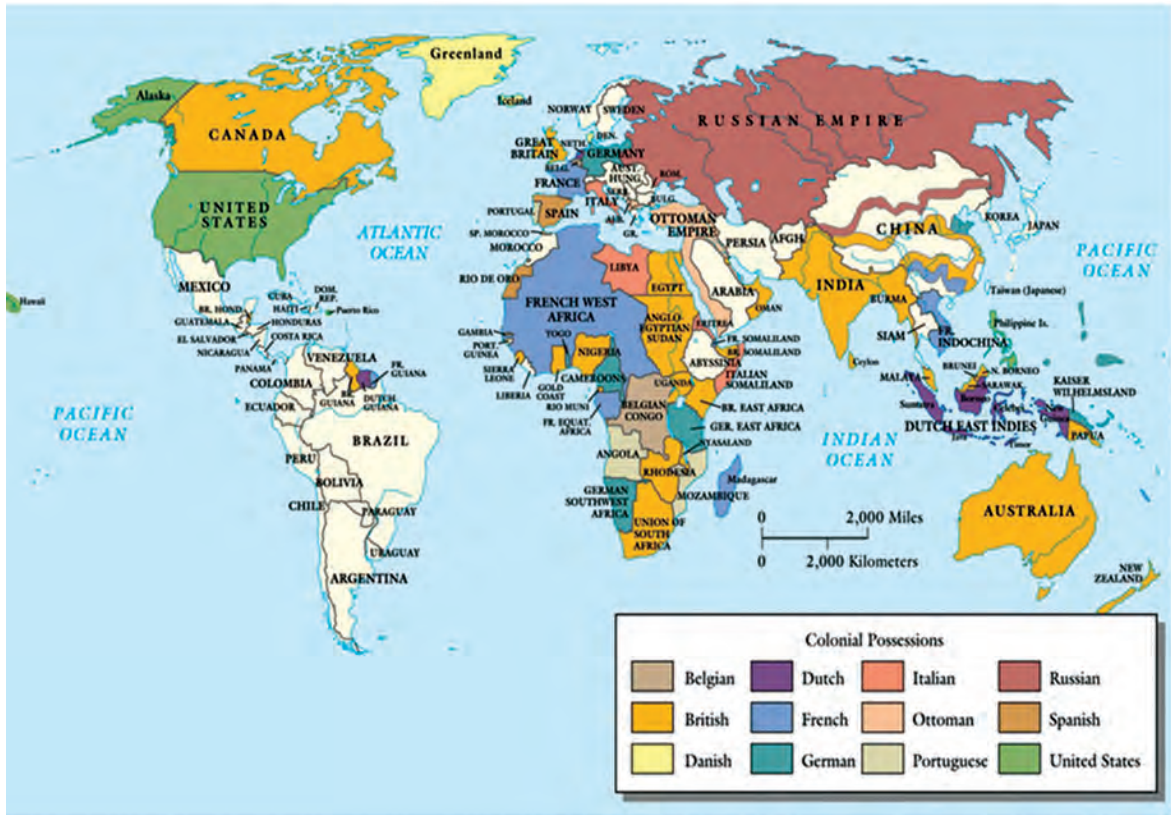 Greenland
Alaska
Iceland
CANADA
NORWAY
SWEDEN
RUSSIAN EMPIRE
GREAT
BRITAIN
NETH.
DEN.
GERMANY
BELG.
FRANCE
AUST.
HUNG.
ROM.
SERB.
BULG.
ITALY
ALB.
GR.
PORTUGAL
SPAIN
UNITED
STATES
ATLANTIC
OCEAN
SP. MOROCCO
MOROCCO
OTTOMAN
EMPIRE
PERSIA
AFGH.
CHINA
KOREA
JAPAN
PACIFIC
OCEAN
MEXICO
Hawaii
CUBA
DOM.
REP.
HAITI
Puerto Rico
BR. HOND.
GUATEMALA
HONDURAS
EL SALVADOR
NICARAGUA
COSTA RICA
PANAMA
VENEZUELA
COLOMBIA
FR.
GUIANA
BR.
GUIANA
DUTCH
GUIANA
ECUADOR
RIO DE ORO
LIBYA
EGYPT
ARABIA
OMAN
INDIA
BURMA
Taiwan (Japanese)
FRENCH WEST
AFRICA
ANGLO-
EGYPTIAN
SUDAN
ERITREA
SIAM
FR.
INDOCHINA
Philippine Is.
GAMBIA
PORT.
GUINEA
TOGO
NIGERIA
ABYSSINIA
FR. SOMALILAND
BR. SOMALILAND
ITALIAN
SOMALILAND
SIERRA
LEONE
LIBERIA
GOLD
COAST
CAMEROONS
UGANDA
Ceylon
MALAYA
BRUNEI
N. BORNEO
SARAWAK
KAISER
WILHELMSLAND
RIO MUNI
FR. EQUAT.
AFRICA
BELGIAN
CONGO
BR. EAST AFRICA
GER. EAST AFRICA
Sumatra
Borneo
Celebes
New
Guinea
DUTCH EAST INDIES
Java
Timor
PAPUA
PACIFIC
OCEAN
BRAZIL
PERU
BOLIVIA
CHILE
PARAGUAY
URAGUAY
ARGENTINA
ANGOLA
NYASALAND
RHODESIA
MOZAMBIQUE
Madagascar
GERMAN
SOUTHWEST
AFRICA
UNION OF
SOUTH
AFRICA
INDIAN
OCEAN
AUSTRALIA
NEW
ZEALAND
0 2,000 Miles
0 2,000 Kilometers
Colonial Possessions
Belgian
Dutch
Italian
Russian
British
French
Ottoman
Spanish
Danish
German
Portuguese
United States